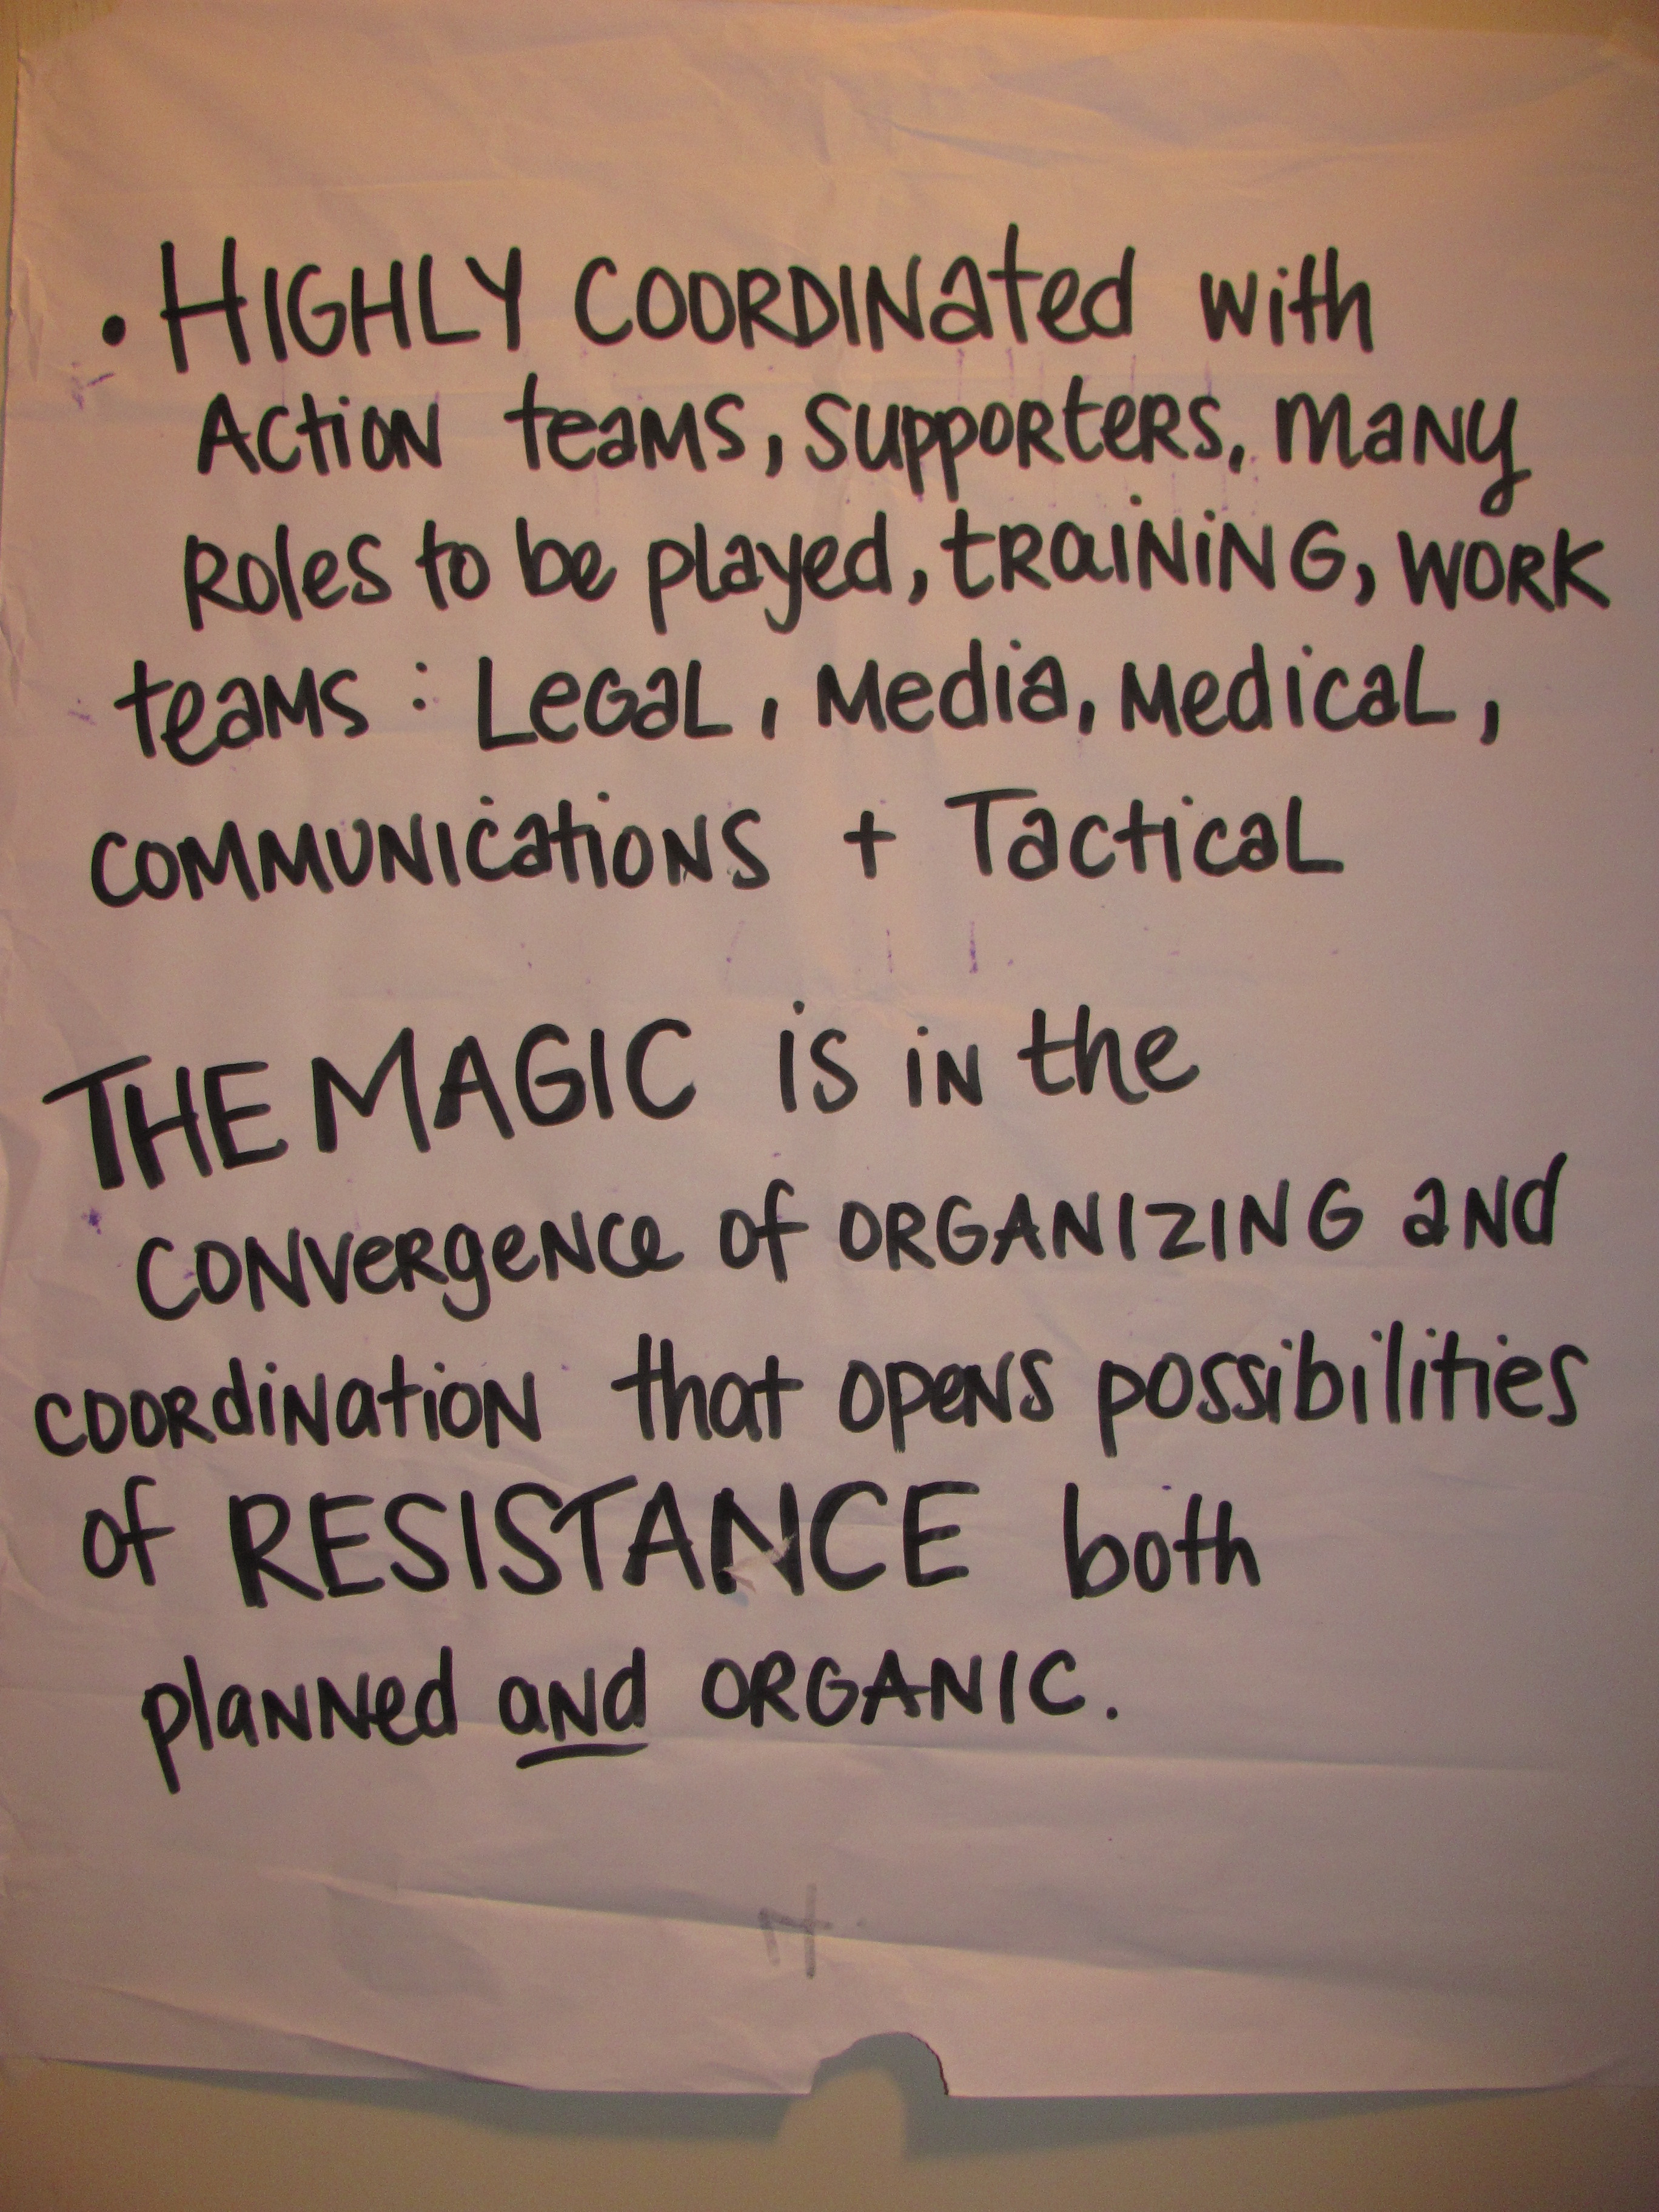 • HIGHLY COORDINated with
Action teams, supporters, many
Roles to be played, tRaiNiNG, WORK
teams : Legal, Media, Medical,
communications + Tactical
THE MAGIC is in the
convergence of ORGANIZING and
coordination that opens possibilities
of RESISTANCE both
planned and ORGANIC.